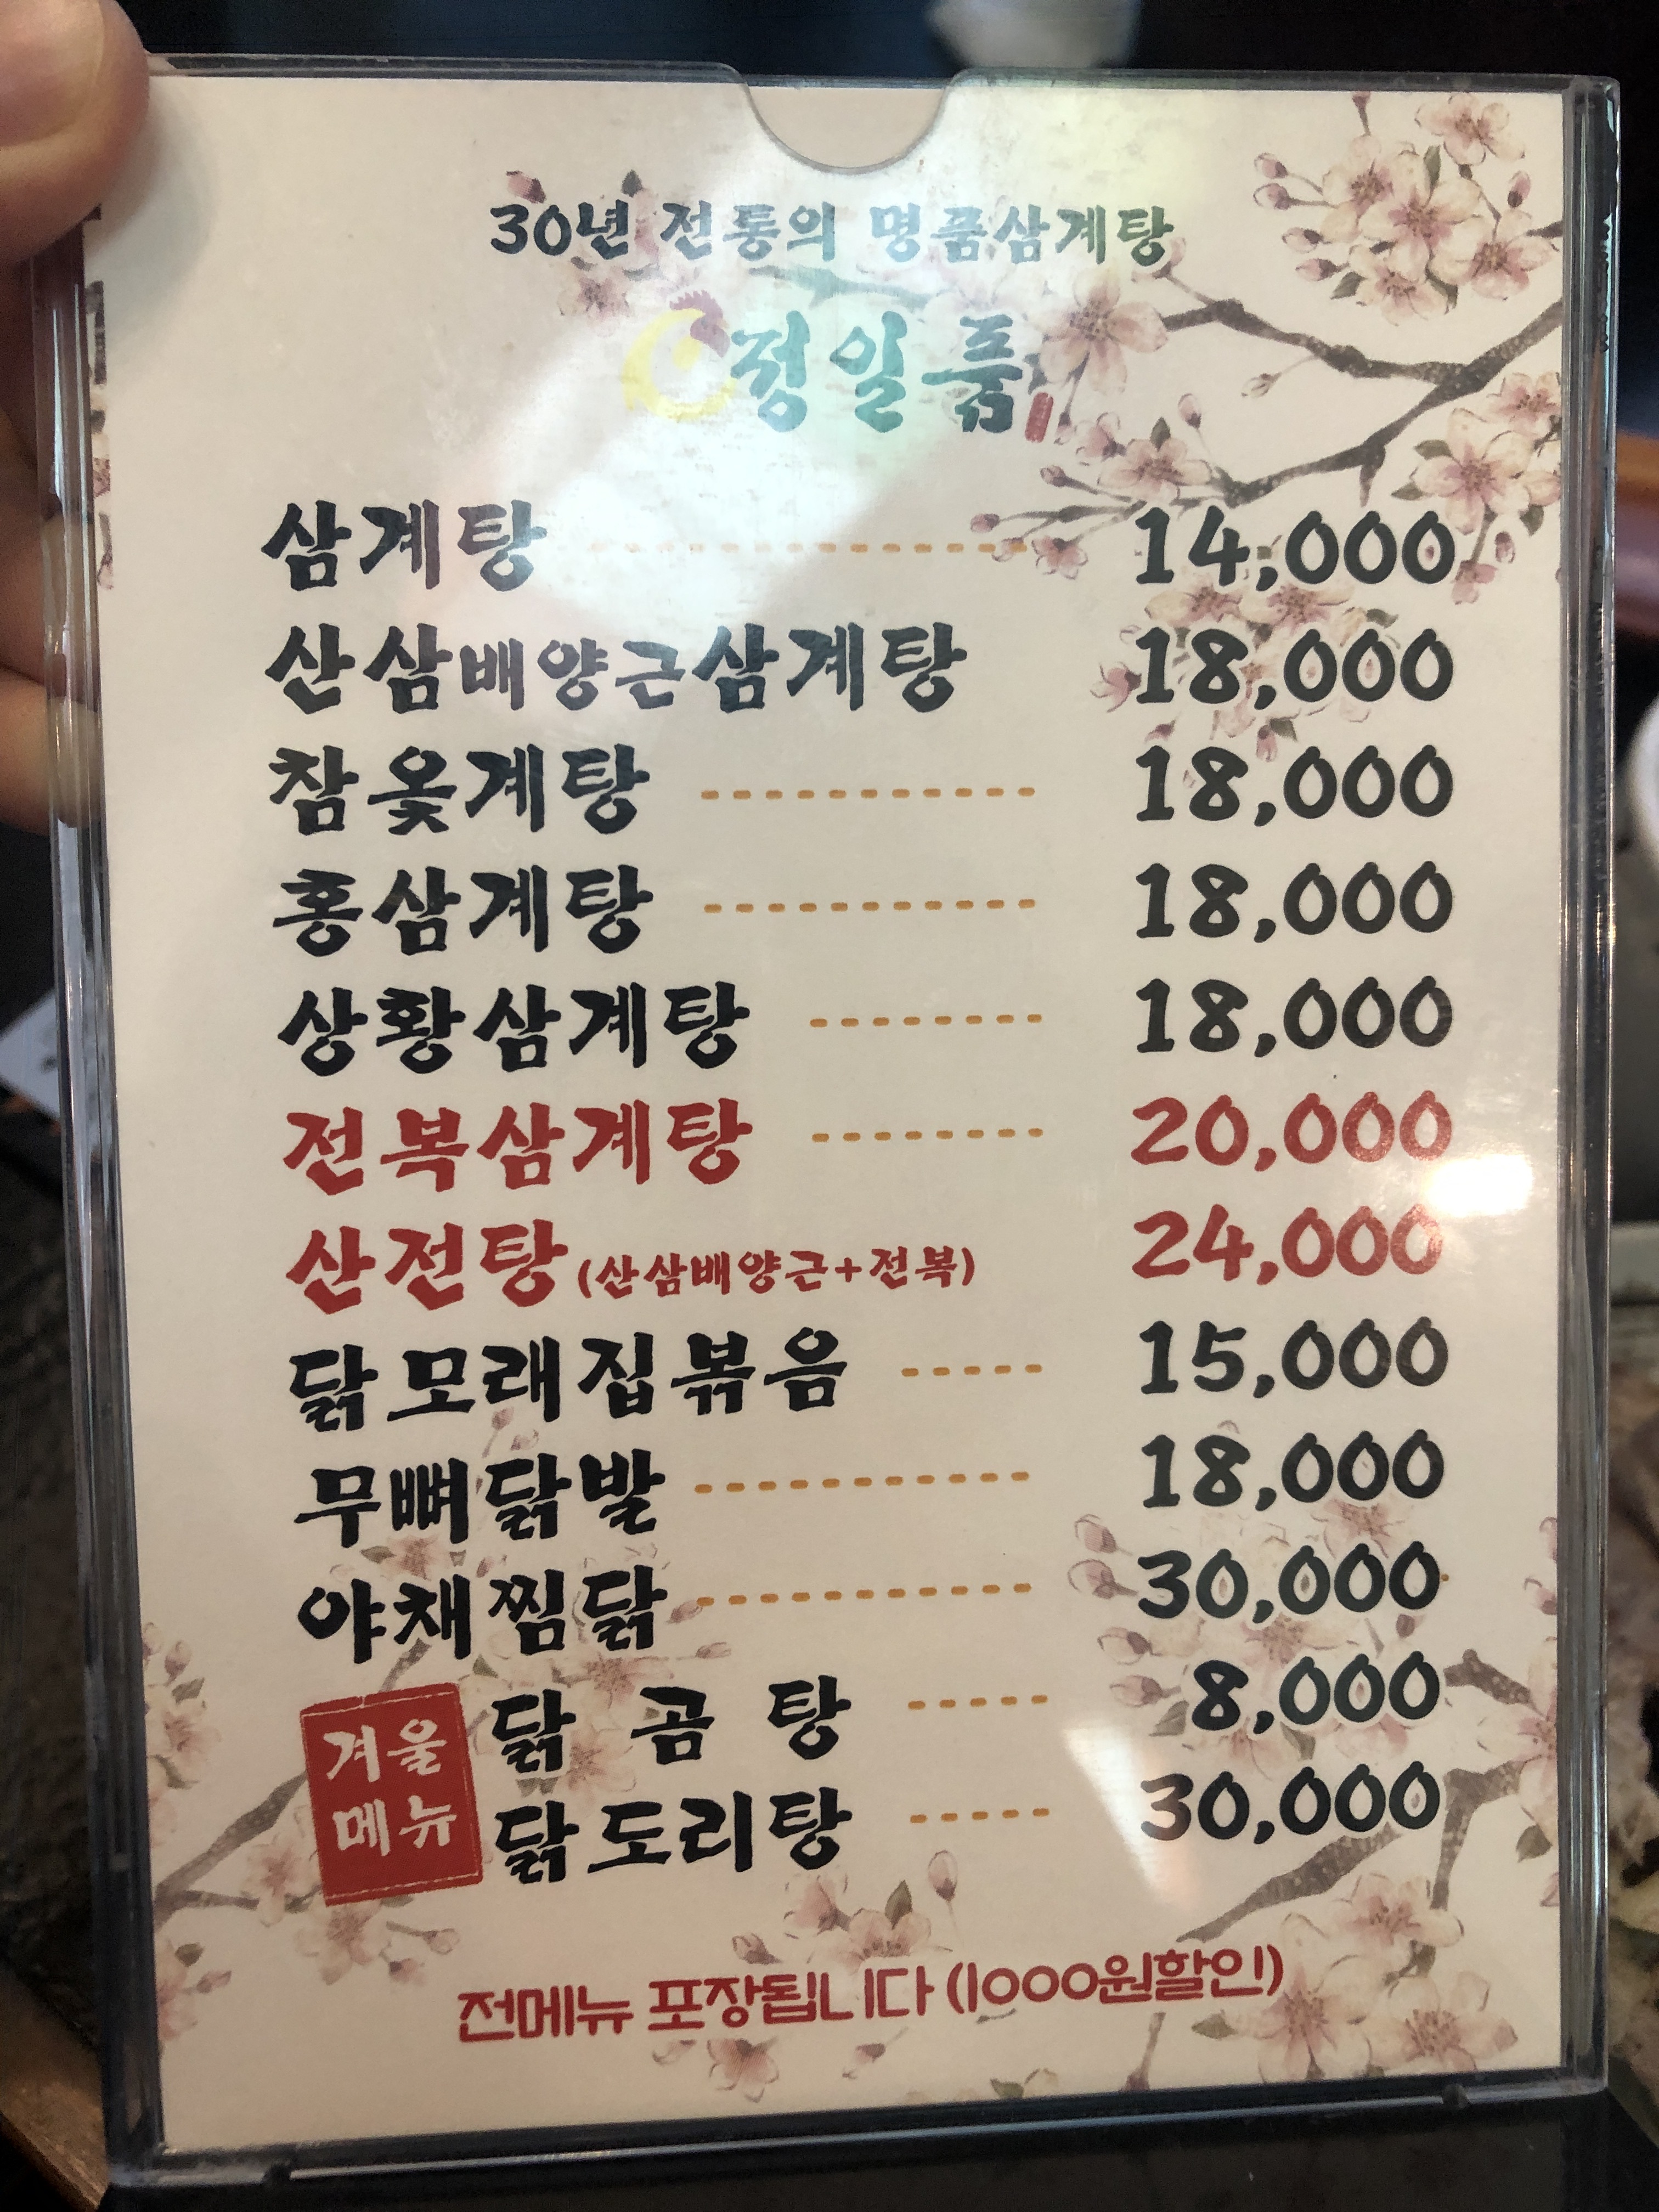 30년 전통의 명품삼계탕
정일품
삼계탕 14,000
산삼배양근삼계탕 18,000
참옻계탕 18,000
홍삼계탕 18,000
상황삼계탕 18,000
전복삼계탕 20,000
산전탕 (산삼배양근+전복) 24,000
닭모래집볶음 15,000
무뼈닭발 18,000
야채찜닭 30,000
겨울
메뉴
닭 곰 탕 8,000
닭도리탕 30,000
전메뉴 포장됩니다 (1000원할인)